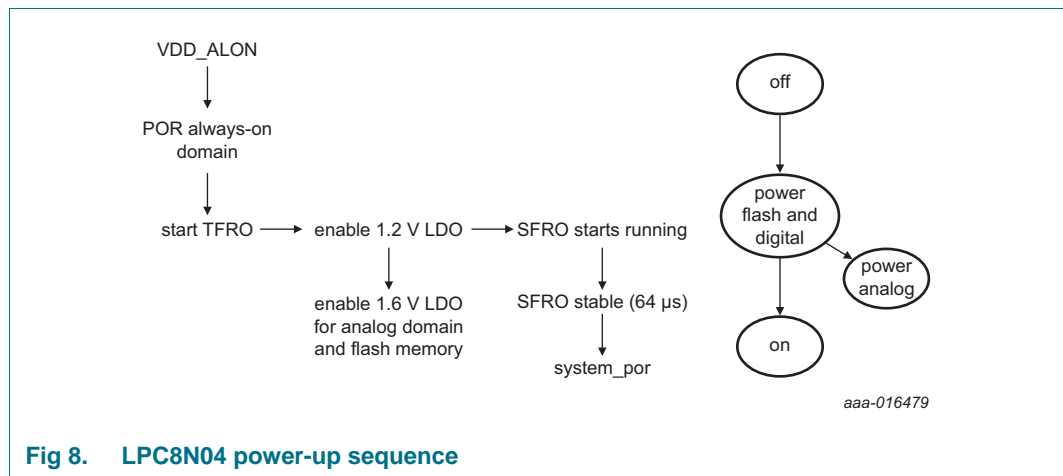 VDD_ALON
POR always-on
domain
start TFRO
enable 1.2 V LDO
SFRO starts running
enable 1.6 V LDO
for analog domain
and flash memory
SFRO stable (64 μs)
system_por
off
power
flash and
digital
power
analog
on
aaa-016479
Fig 8. LPC8N04 power-up sequence